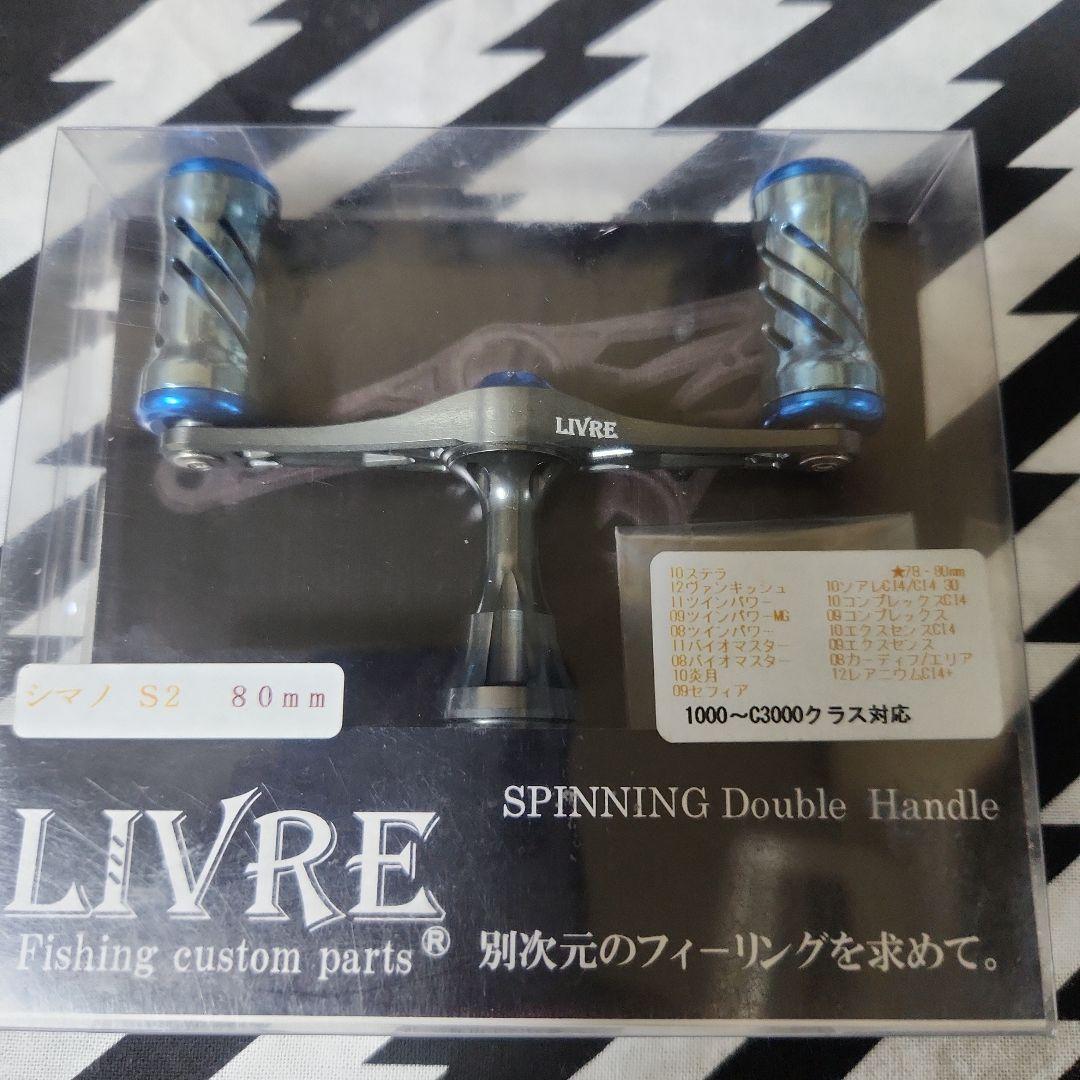 LIVRE
10ステラ ★78-80mm
12ヴァンキッシュ 10ソアレCI4/CI4 30
11ツインパワー 10コンプレックスCI4
09ツインパワーMG 09コンプレックス
08ツインパワー 10エクスセンスCI4
11バイオマスター 09エクスセンス
08バイオマスター 08カーディフ/エリア
10炎月 12レアニウムCI4+
09セフィア
1000～C3000クラス対応
シマノ S2 80mm
SPINNING Double Handle
LIVRE
Fishing custom parts®
別次元のフィーリングを求めて。